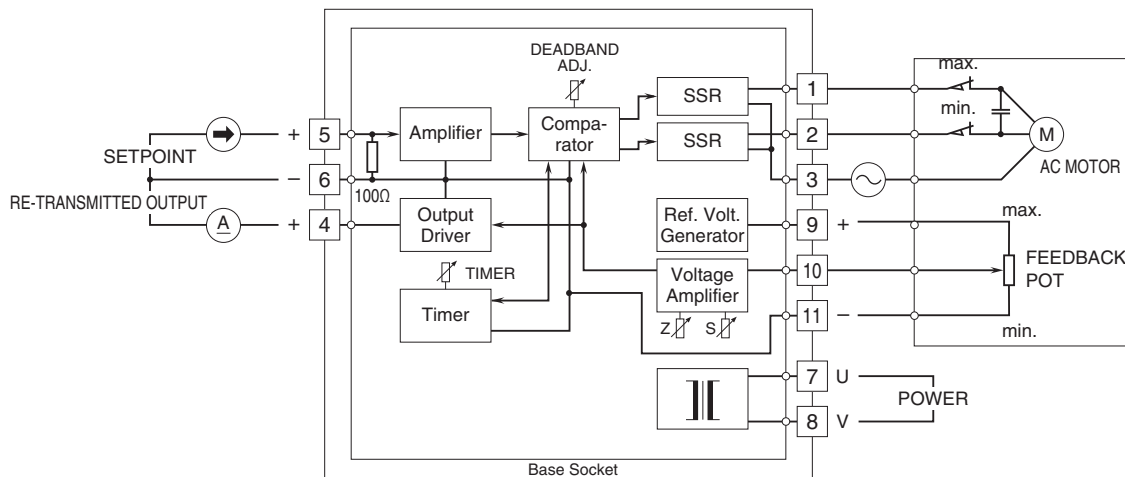 DEADBAND
ADJ.
max.
1
SSR
min.
5
Amplifier
Compa-
rator
SSR
2
M
+
SETPOINT
AC MOTOR
–
6
3
100Ω
RE-TRANSMITTED OUTPUT
A
+
4
Output
Driver
Ref. Volt.
Generator
9
+
max.
TIMER
Voltage
Amplifier
10
FEEDBACK
POT
Timer
Z
S
11
–
min.
7
U
POWER
8
V
Base Socket